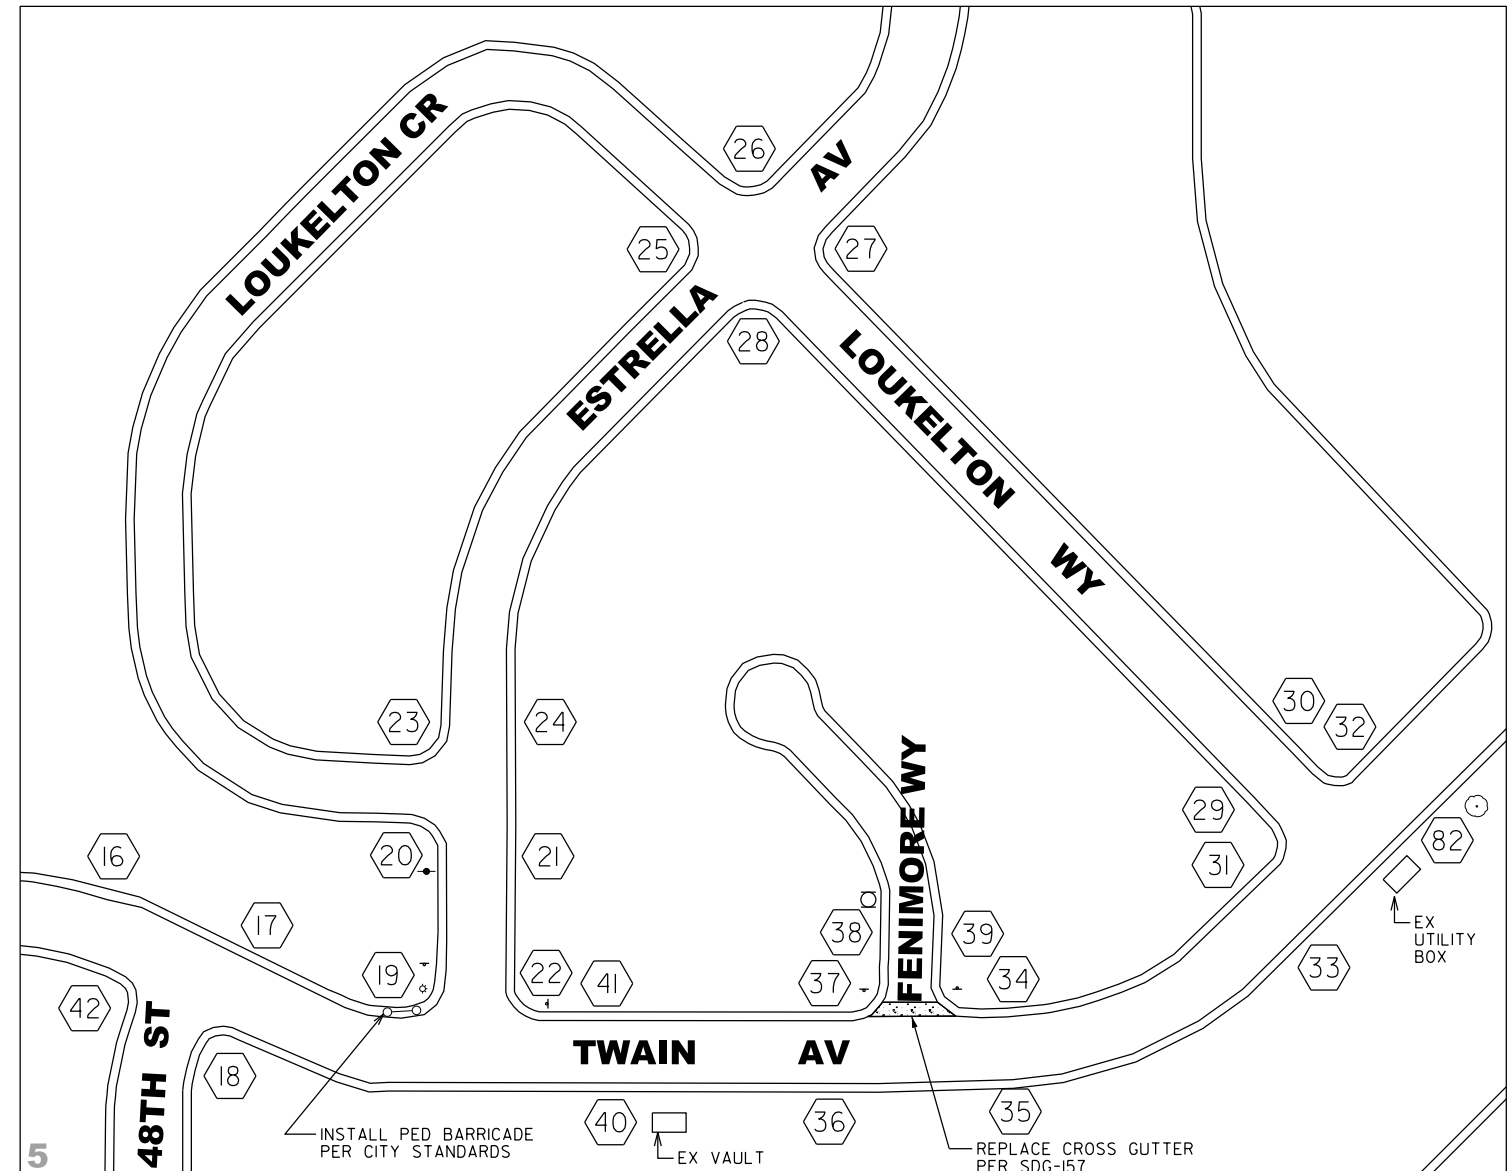 LOUKELTON CR
26
AV
25
27
ESTRELLA
28
LOUKELTON WY
23
24
30
32
FENIMORE WY
29
82
16
20
21
31
17
38
39
EX
UTILITY
BOX
19
22
41
37
34
33
42
48TH ST
TWAIN AV
18
40
36
35
INSTALL PED BARRICADE
PER CITY STANDARDS
EX VAULT
REPLACE CROSS GUTTER
PER SDG-157
5